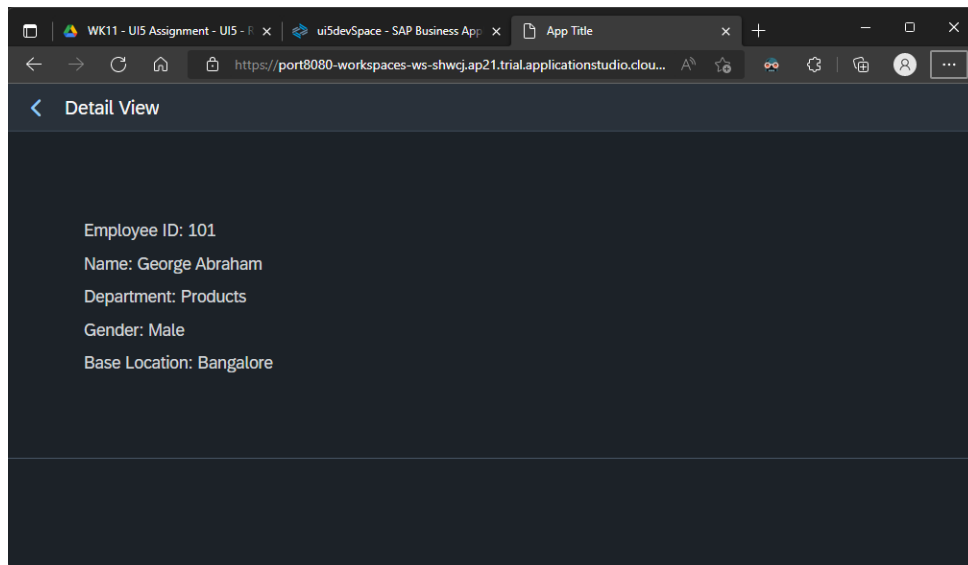 WK11 - UI5 Assignment - UI5 - R
ui5devSpace - SAP Business App
App Title
https://port8080-workspaces-ws-shwcj.ap21.trial.applicationstudio.clou...
Detail View
Employee ID: 101
Name: George Abraham
Department: Products
Gender: Male
Base Location: Bangalore